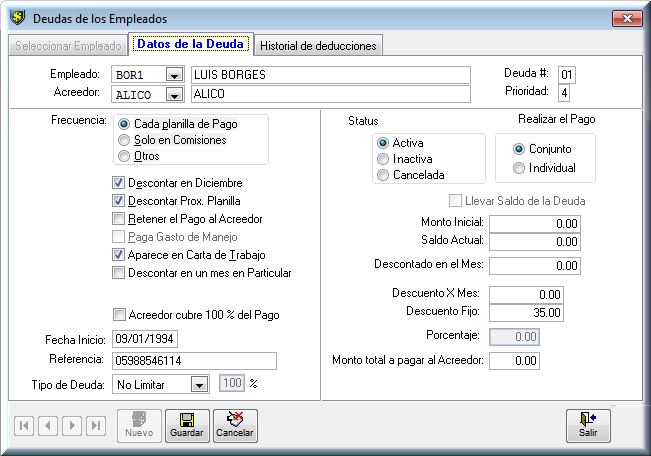 Deudas de los Empleados
Seleccionar Empleado Datos de la Deuda Historial de deducciones
Empleado: BOR1 LUIS BORGES Deuda #: 01
Acreedor: ALICO ALICO Prioridad: 4
Frecuencia: Cada planilla de Pago
Solo en Comisiones
Otros
Descontar en Diciembre
Descontar Prox. Planilla
Retener el Pago al Acreedor
Paga Gasto de Manejo
Aparece en Carta de Trabajo
Descontar en un mes en Particular
Acreedor cubre 100 % del Pago
Fecha Inicio: 09/01/1994
Referencia: 05988546114
Tipo de Deuda: No Limitar 100 %
Status
Activa
Inactiva
Cancelada
Realizar el Pago
Conjunto
Individual
Llevar Saldo de la Deuda
Monto Inicial: 0.00
Saldo Actual: 0.00
Descontado en el Mes: 0.00
Descuento X Mes: 0.00
Descuento Fijo: 35.00
Porcentaje: 0.00
Monto total a pagar al Acreedor: 0.00
Nuevo Guardar Cancelar Salir